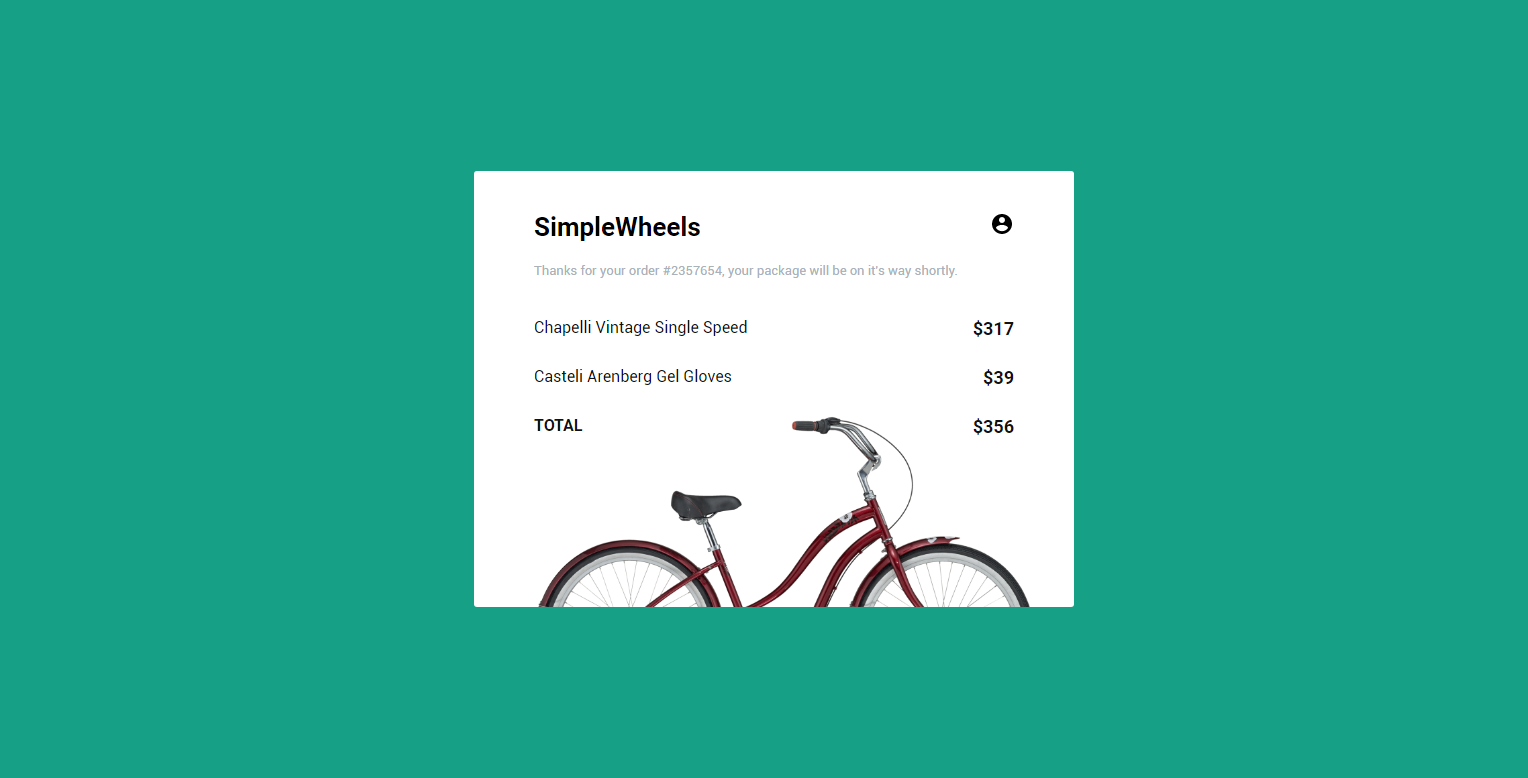 SimpleWheels
Thanks for your order #2357654, your package will be on it's way shortly.
Chapelli Vintage Single Speed $317
Casteli Arenberg Gel Gloves $39
TOTAL $356